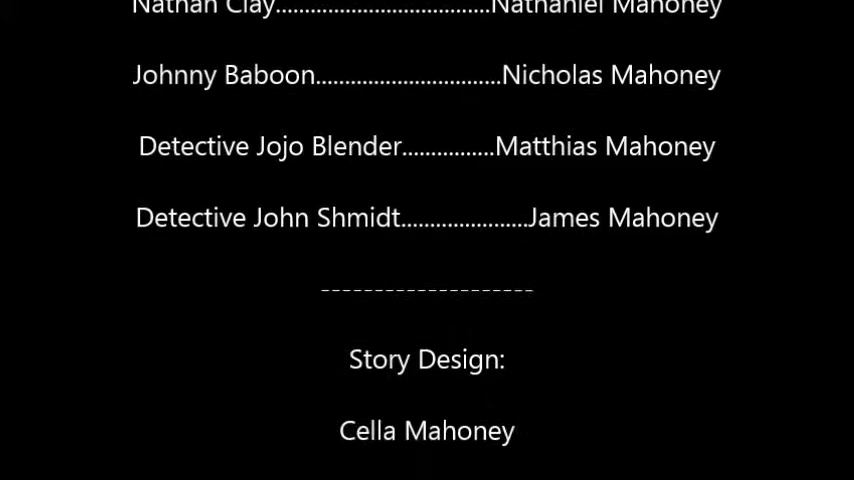 Nathan Clay.....................................Nathaniel Mahoney
Johnny Baboon................................Nicholas Mahoney
Detective Jojo Blender................Matthias Mahoney
Detective John Shmidt......................James Mahoney
--------------------
Story Design:
Cella Mahoney